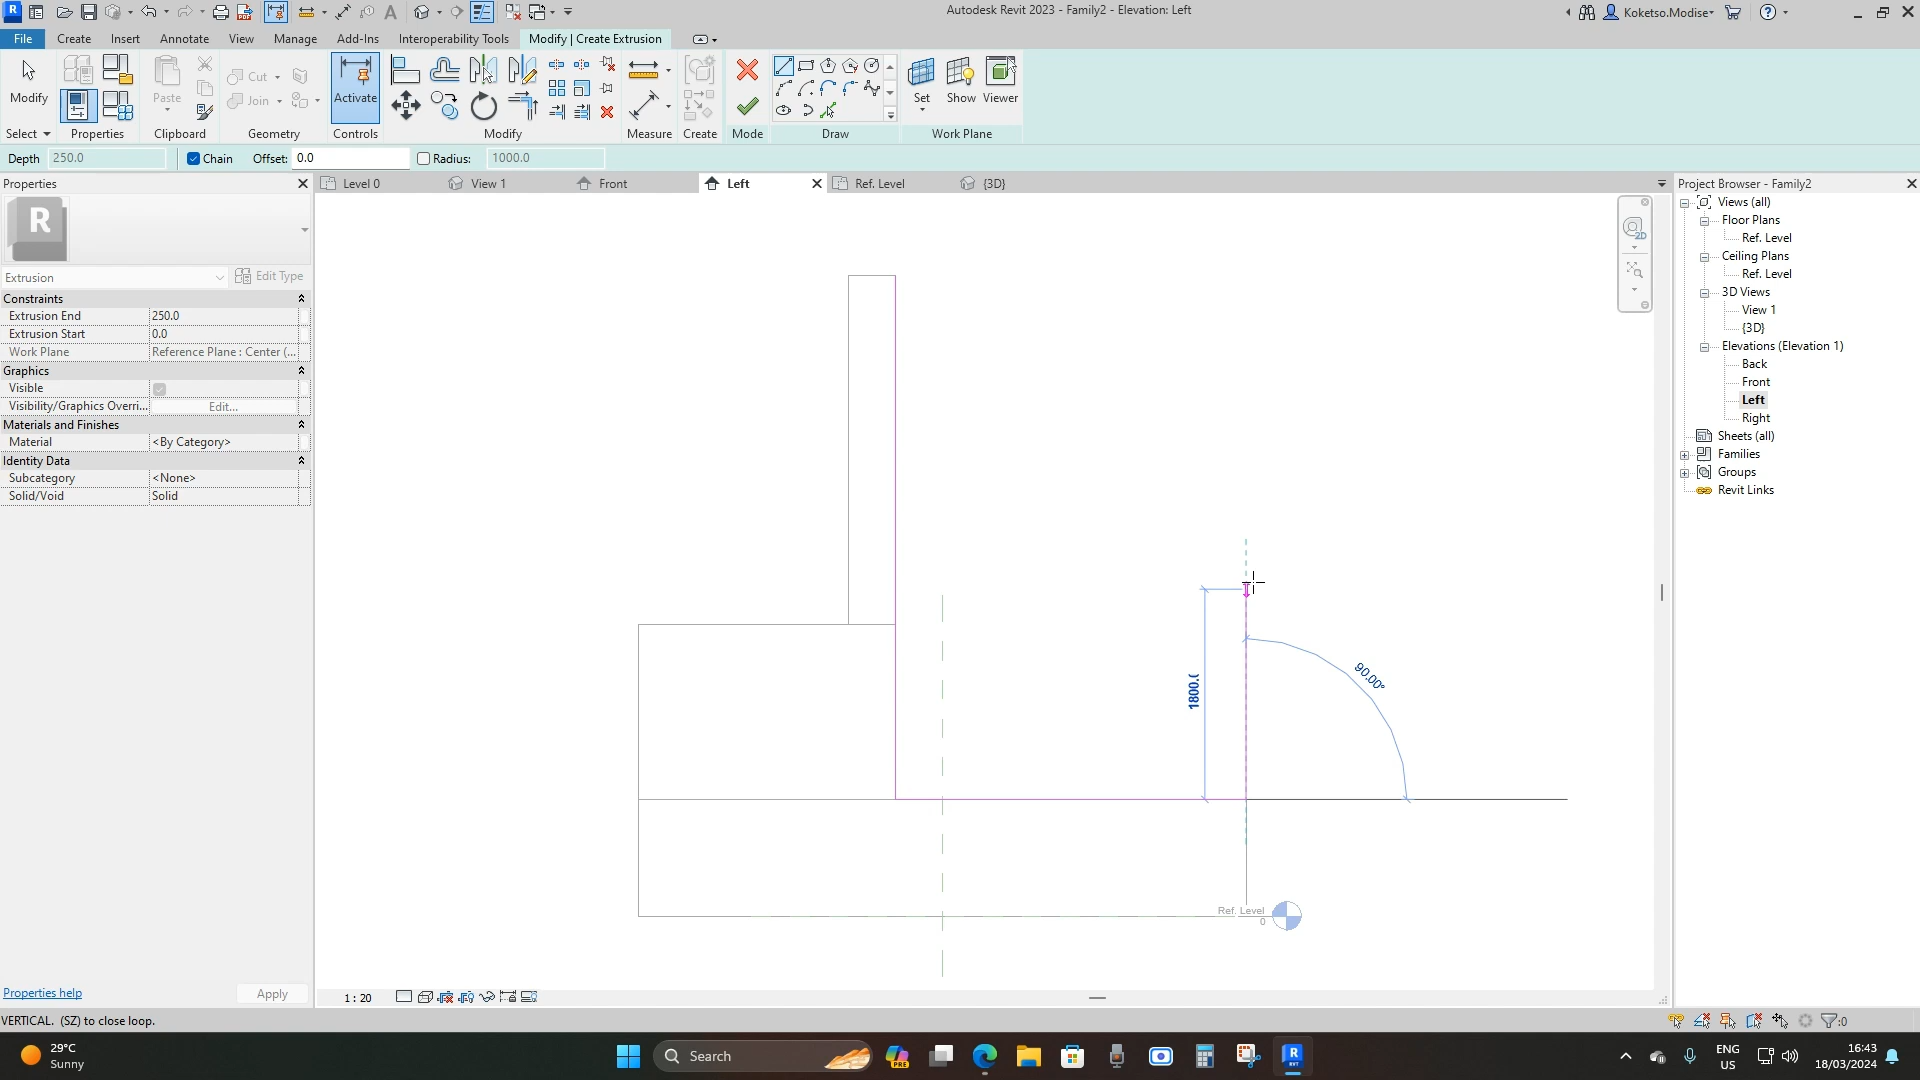 Autodesk Revit 2023 - Family2 - Elevation: Left
Koketso.Modise
File
Create
Insert
Annotate
View
Manage
Add-Ins
Interoperability Tools
Modify | Create Extrusion
Modify
Paste
Cut
Join
Activate
Set
Show
Viewer
Select
Properties
Clipboard
Geometry
Controls
Modify
Measure
Create
Mode
Draw
Work Plane
Depth 250.0
Chain
Offset: 0.0
Radius: 1000.0
Properties
Level 0
View 1
Front
Left
Ref. Level
{3D}
Project Browser - Family2
R
Extrusion
Edit Type
Constraints
Extrusion End 250.0
Extrusion Start 0.0
Work Plane Reference Plane : Center (...
Graphics
Visible
Visibility/Graphics Overri... Edit...
Materials and Finishes
Material <By Category>
Identity Data
Subcategory <None>
Solid/Void Solid
2D
Views (all)
Floor Plans
Ref. Level
Ceiling Plans
Ref. Level
3D Views
View 1
{3D}
Elevations (Elevation 1)
Back
Front
Left
Right
Sheets (all)
Families
Groups
Revit Links
1800.(
90.00°
Ref. Level
0
Properties help
Apply
1 : 20
VERTICAL. (SZ) to close loop.
:0
29°C
Sunny
Search
PRE
R
RVT
ENG
US
16:43
18/03/2024